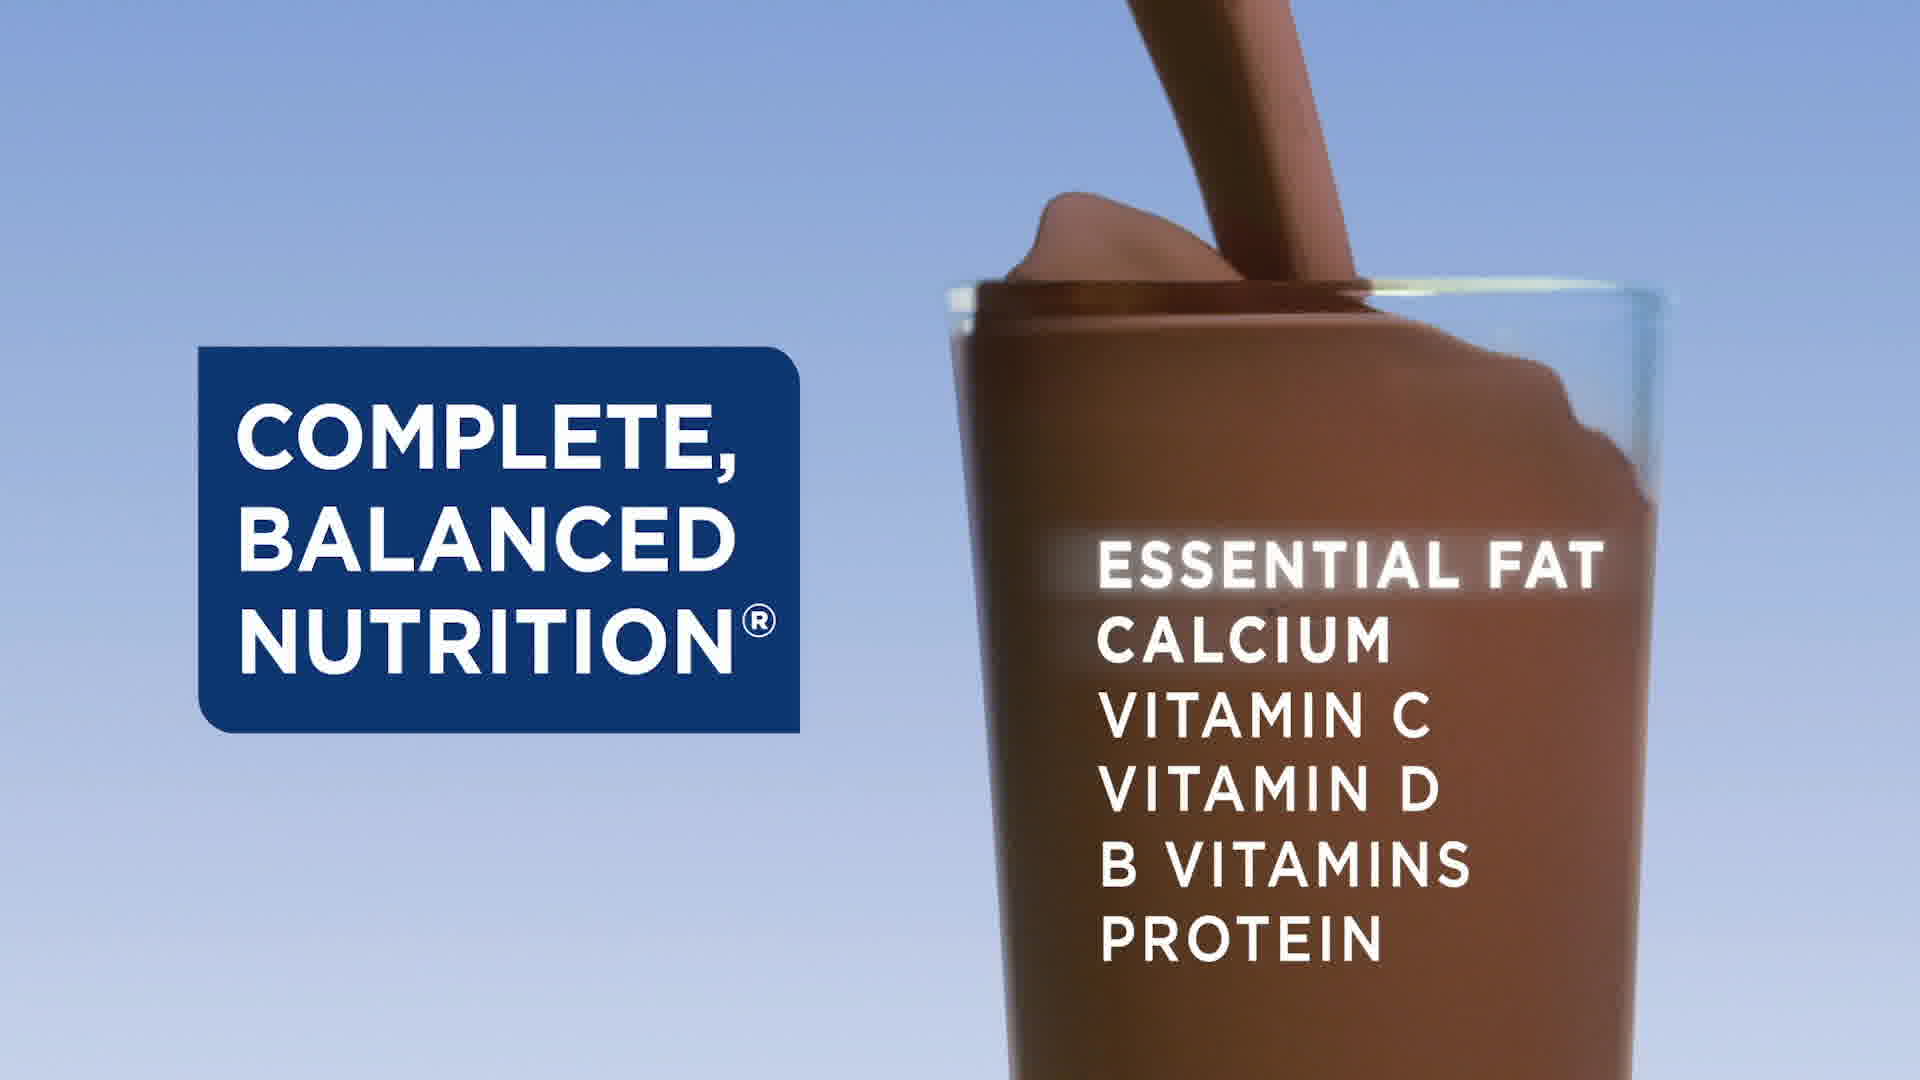 COMPLETE,
BALANCED
NUTRITION®
ESSENTIAL FAT
CALCIUM
VITAMIN C
VITAMIN D
B VITAMINS
PROTEIN